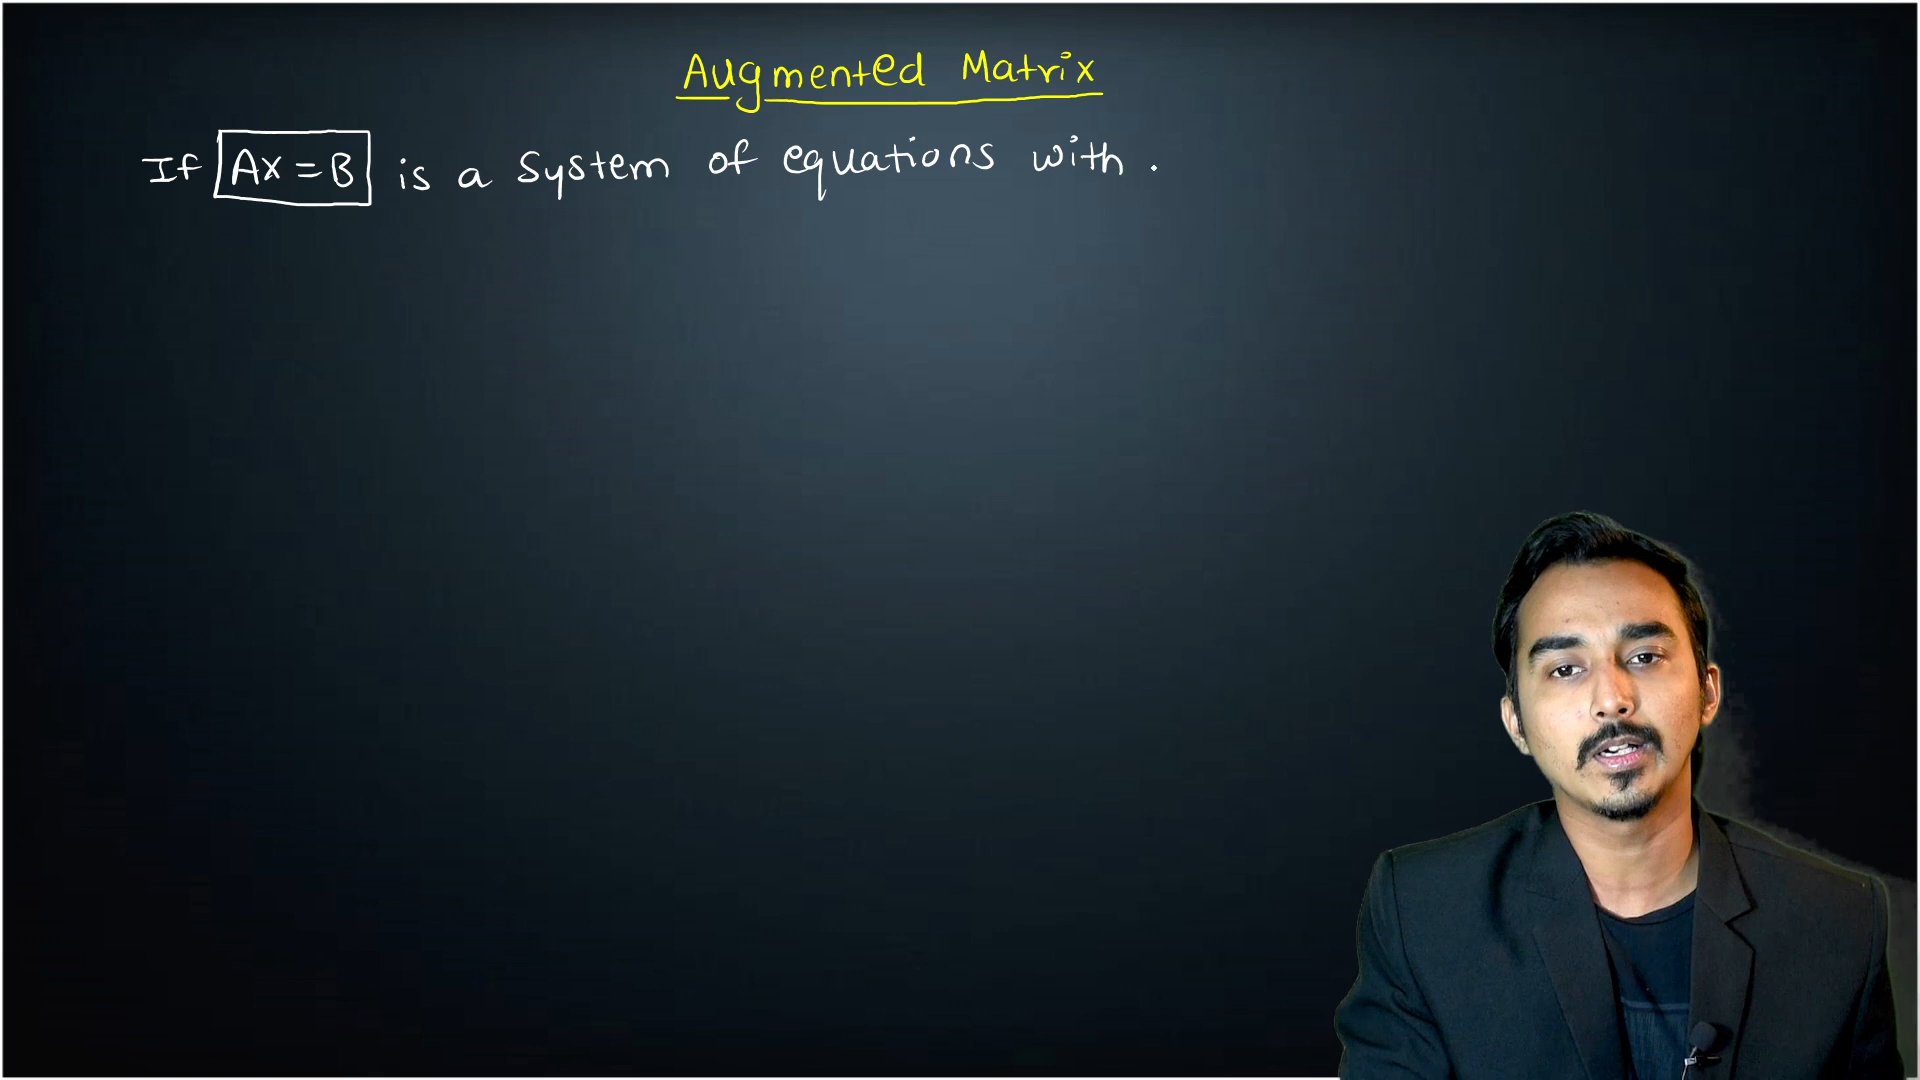 Augmented Matrix
If AX = B is a system of equations with .